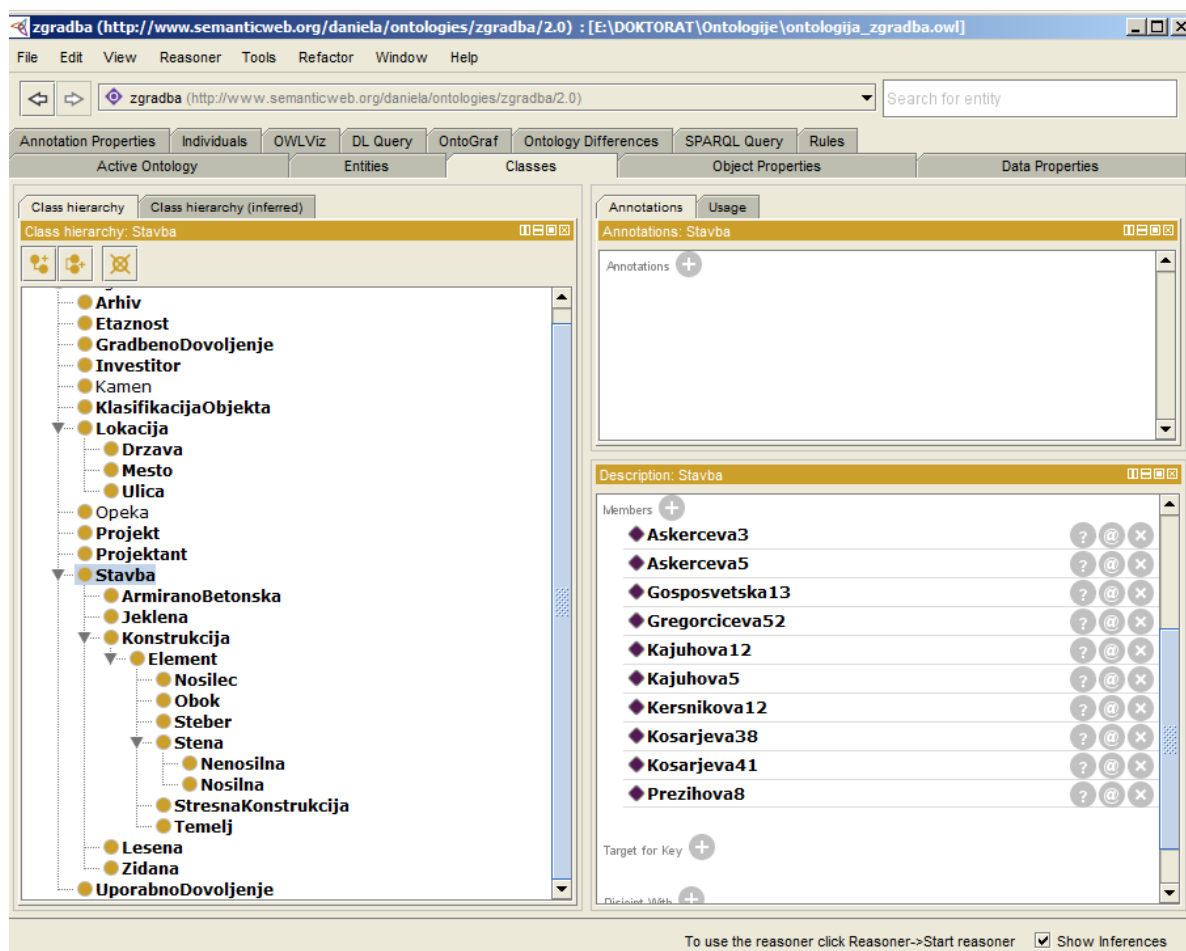 zgradba (http://www.semanticweb.org/daniela/ontologies/zgradba/2.0) : [E:\DOKTORAT\Ontologije\ontologija_zgradba.owl]
File Edit View Reasoner Tools Refactor Window Help
zgradba (http://www.semanticweb.org/daniela/ontologies/zgradba/2.0)
Search for entity
Annotation Properties Individuals OWLViz DL Query OntoGraf Ontology Differences SPARQL Query Rules
Active Ontology Entities Classes Object Properties Data Properties
Class hierarchy Class hierarchy (inferred)
Class hierarchy: Stavba
Arhiv
Etaznost
GradbenoDovoljenje
Investitor
Kamen
KlasifikacijaObjekta
Lokacija
Drzava
Mesto
Ulica
Opeka
Projekt
Projektant
Stavba
ArmiranoBetonska
Jeklena
Konstrukcija
Element
Nosilec
Obok
Steber
Stena
Nenosilna
Nosilna
StresnaKonstrukcija
Temelj
Lesena
Zidana
UporabnoDovoljenje
Annotations Usage
Annotations: Stavba
Annotations
Description: Stavba
Members
Askerceva3
Askerceva5
Gosposvetska13
Gregorciceva52
Kajuhova12
Kajuhova5
Kersnikova12
Kosarjeva38
Kosarjeva41
Prezihova8
Target for Key
Disjoint With
To use the reasoner click Reasoner->Start reasoner Show Inferences